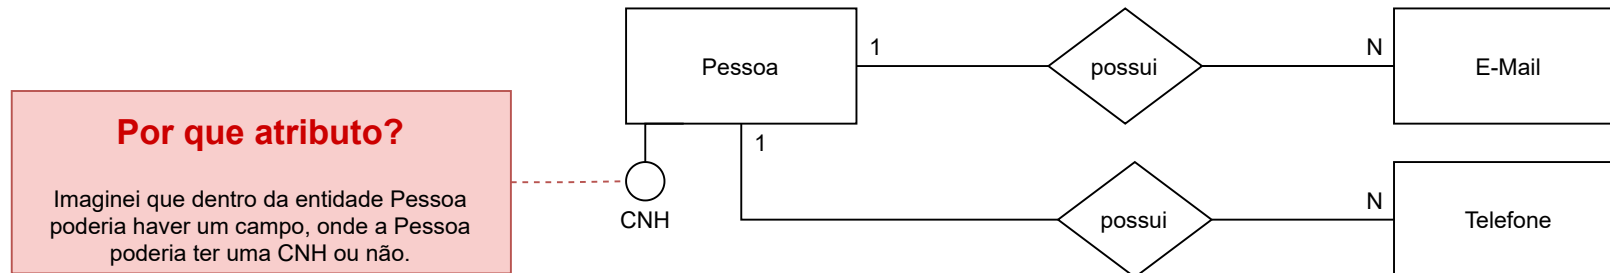 Pessoa
1
possui
N
E-Mail
Por que atributo?
Imaginei que dentro da entidade Pessoa
poderia haver um campo, onde a Pessoa
poderia ter uma CNH ou não.
CNH
1
possui
N
Telefone